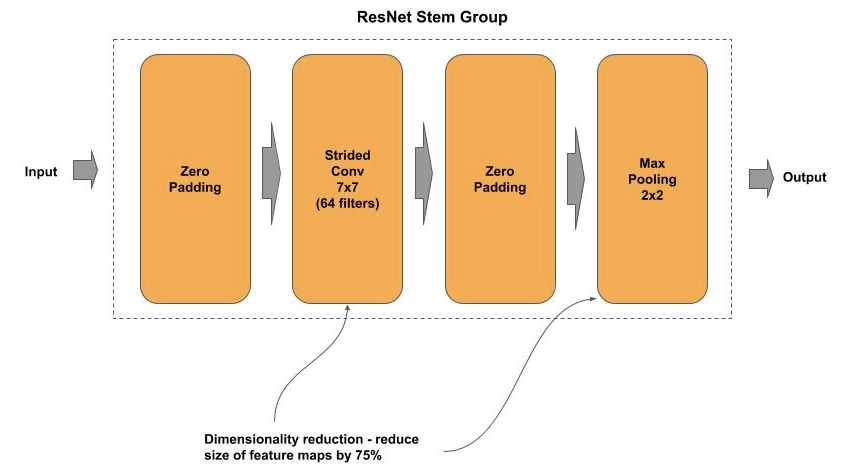 ResNet Stem Group
Input
Zero
Padding
Strided
Conv
7x7
(64 filters)
Zero
Padding
Max
Pooling
2x2
Output
Dimensionality reduction - reduce
size of feature maps by 75%